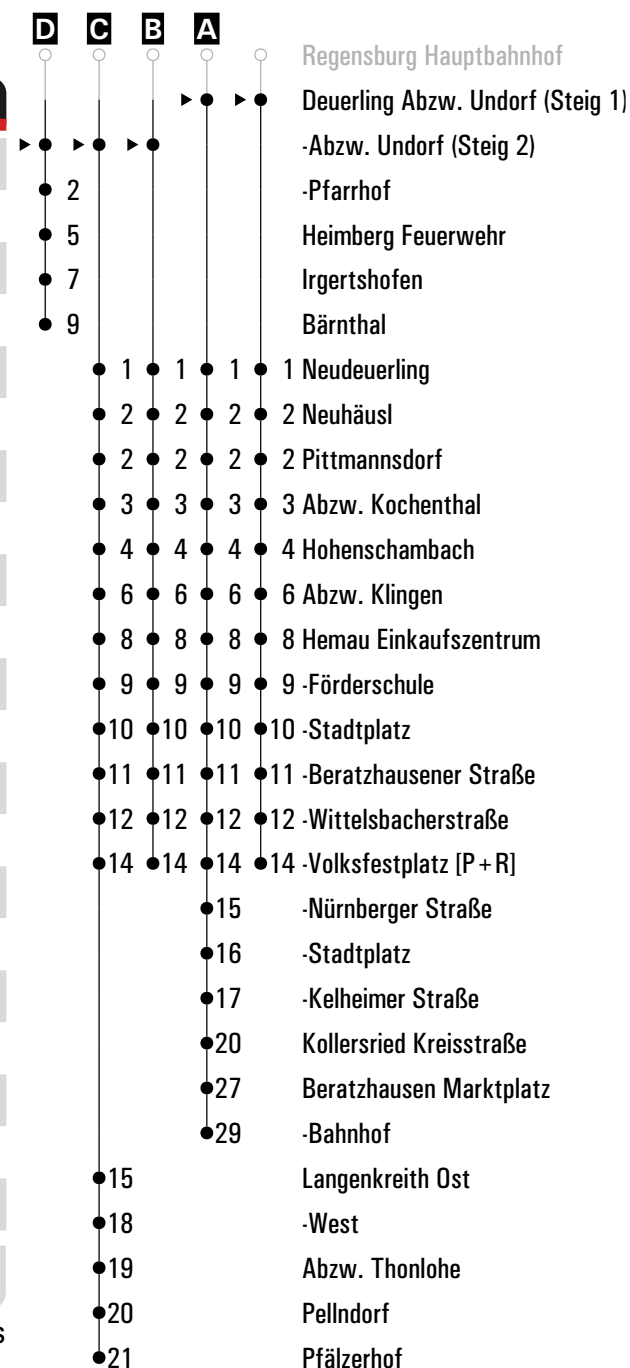 D C B A
Regensburg Hauptbahnhof
Deuerling Abzw. Undorf (Steig 1)
-Abzw. Undorf (Steig 2)
2 -Pfarrhof
5 Heimberg Feuerwehr
7 Irgertshofen
9 Bärnthal
1 1 1 1 Neudeuerling
2 2 2 2 Neuhäusl
2 2 2 2 Pittmannsdorf
3 3 3 3 Abzw. Kochenthal
4 4 4 4 Hohenschambach
6 6 6 6 Abzw. Klingen
8 8 8 8 Hemau Einkaufszentrum
9 9 9 9 -Förderschule
10 10 10 10 -Stadtplatz
11 11 11 11 -Beratzhausener Straße
12 12 12 12 -Wittelsbacherstraße
14 14 14 14 -Volksfestplatz [P+R]
15 -Nürnberger Straße
16 -Stadtplatz
17 -Kelheimer Straße
20 Kollersried Kreisstraße
27 Beratzhausen Marktplatz
29 -Bahnhof
15 Langenkreith Ost
18 -West
19 Abzw. Thonlohe
20 Pellndorf
21 Pfälzerhof